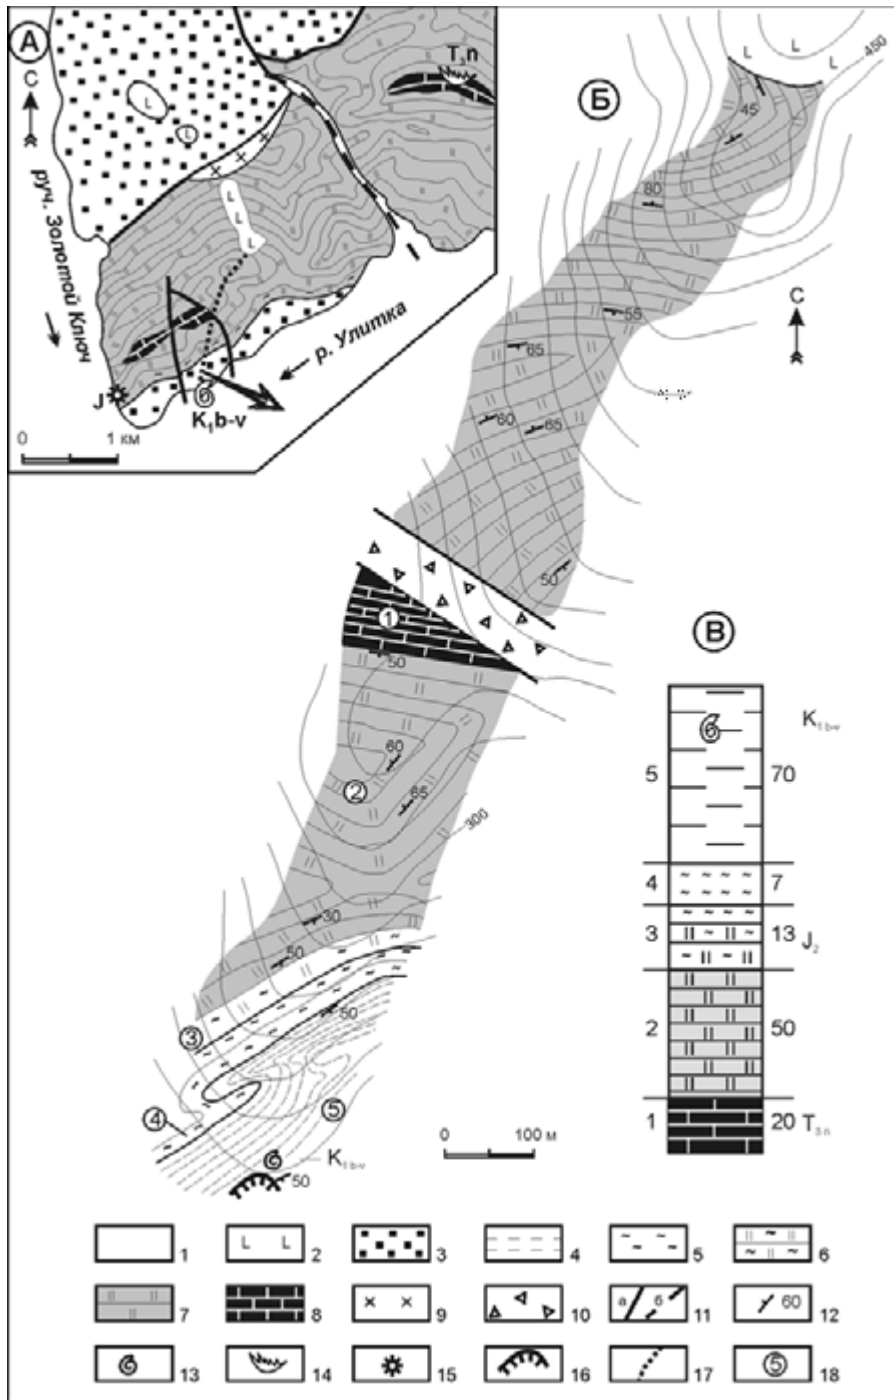 А
С
руч. Золотой Ключ
L
L
L
L
L
T3n
р. Улитка
J
K1b-v
0 1 км
Б
L
L
L
450
45
80
55
65
60
65
50
С
1
50
60
2
65
300
30
50
50
3
4
5
K1b-v
50
0 100 м
В
K1b-v
5 70
4 7
3 13 J2
2 50
1 20 T3n
1
L L 2
3
4
5
6
7
8
9
10
а б 11
60 12
13
14
15
16
17
5 18